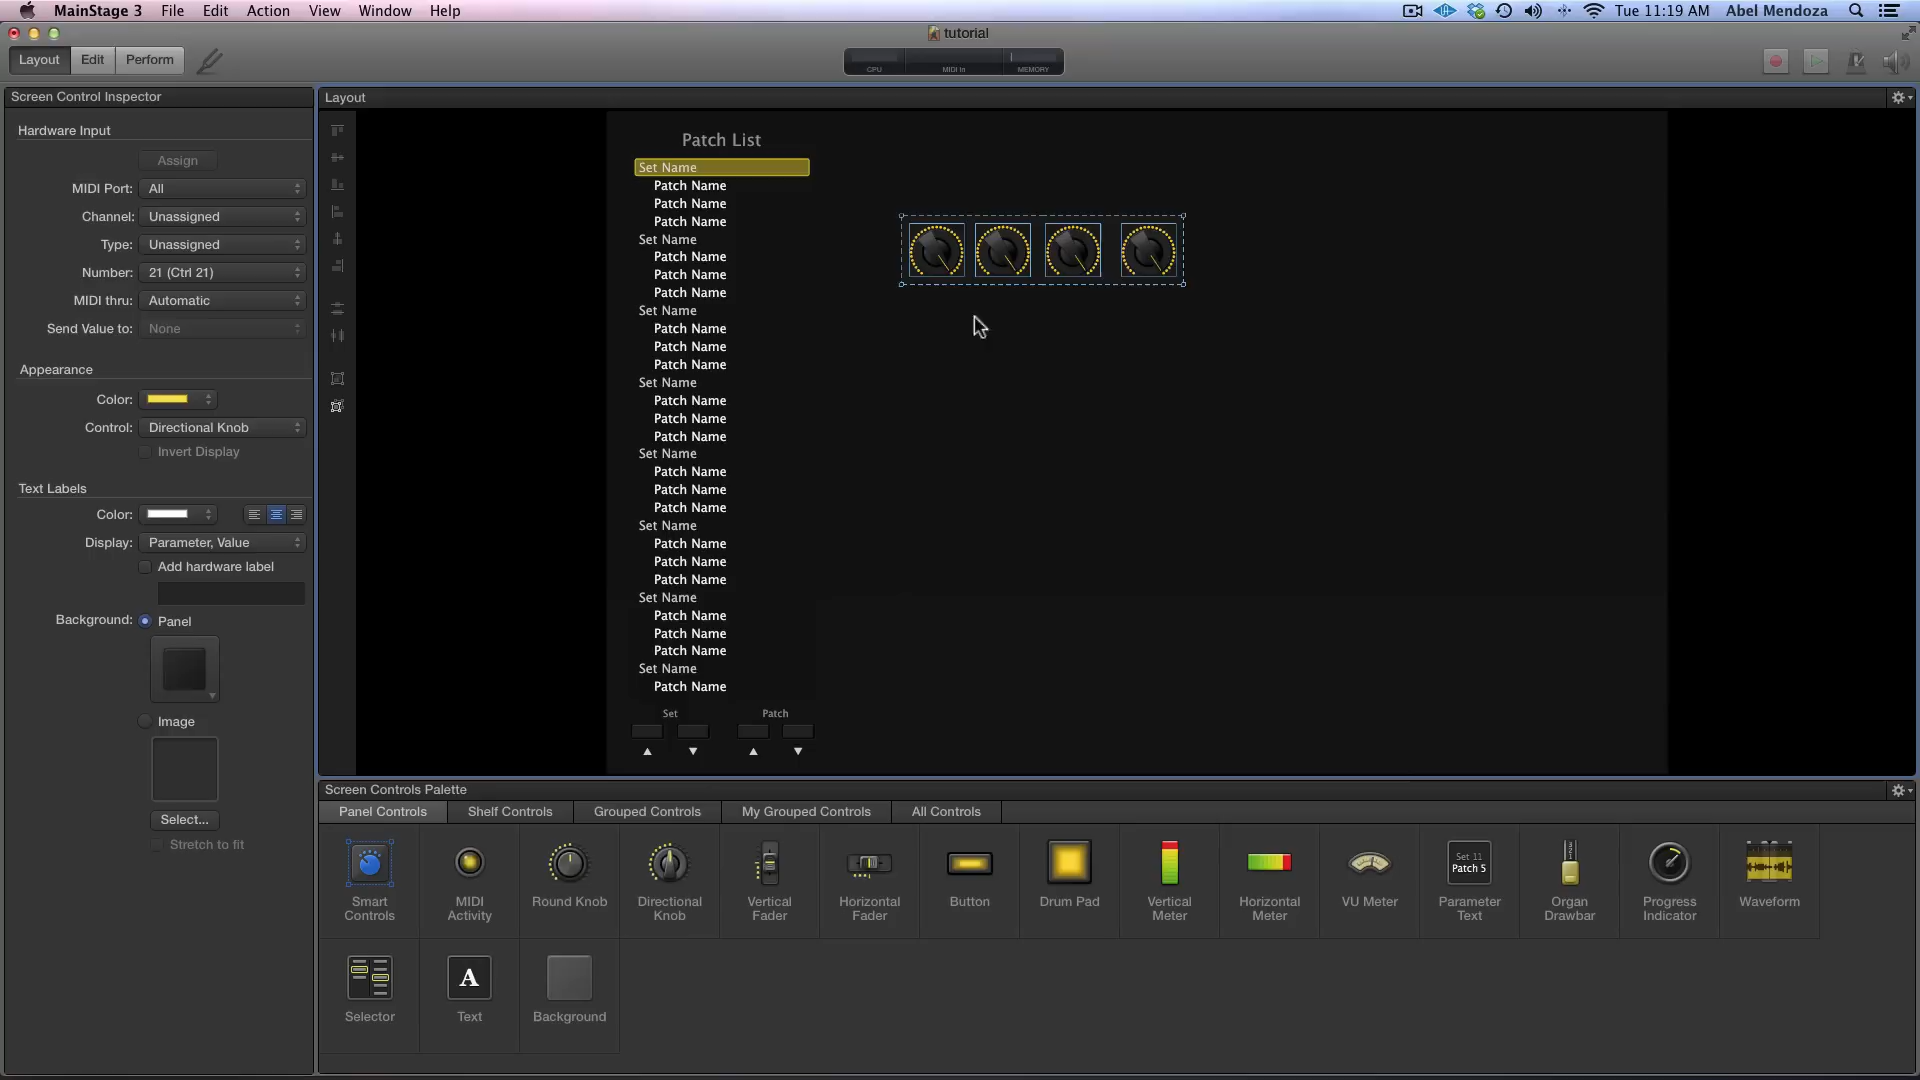 MainStage 3 File Edit Action View Window Help
Tue 11:19 AM Abel Mendoza
tutorial
Layout Edit Perform
CPU MIDI In MEMORY
Screen Control Inspector
Hardware Input
Assign
MIDI Port: All
Channel: Unassigned
Type: Unassigned
Number: 21 (Ctrl 21)
MIDI thru: Automatic
Send Value to: None
Appearance
Color:
Control: Directional Knob
Invert Display
Text Labels
Color:
Display: Parameter, Value
Add hardware label
Background: Panel
Image
Select...
Stretch to fit
Layout
Patch List
Set Name
Patch Name
Patch Name
Patch Name
Set Name
Patch Name
Patch Name
Patch Name
Set Name
Patch Name
Patch Name
Patch Name
Set Name
Patch Name
Patch Name
Patch Name
Set Name
Patch Name
Patch Name
Patch Name
Set Name
Patch Name
Patch Name
Patch Name
Set Name
Patch Name
Patch Name
Patch Name
Set Name
Patch Name
Set Patch
Screen Controls Palette
Panel Controls Shelf Controls Grouped Controls My Grouped Controls All Controls
Set 11
Patch 5
Smart Controls
MIDI Activity
Round Knob
Directional Knob
Vertical Fader
Horizontal Fader
Button
Drum Pad
Vertical Meter
Horizontal Meter
VU Meter
Parameter Text
Organ Drawbar
Progress Indicator
Waveform
A
Selector Text Background